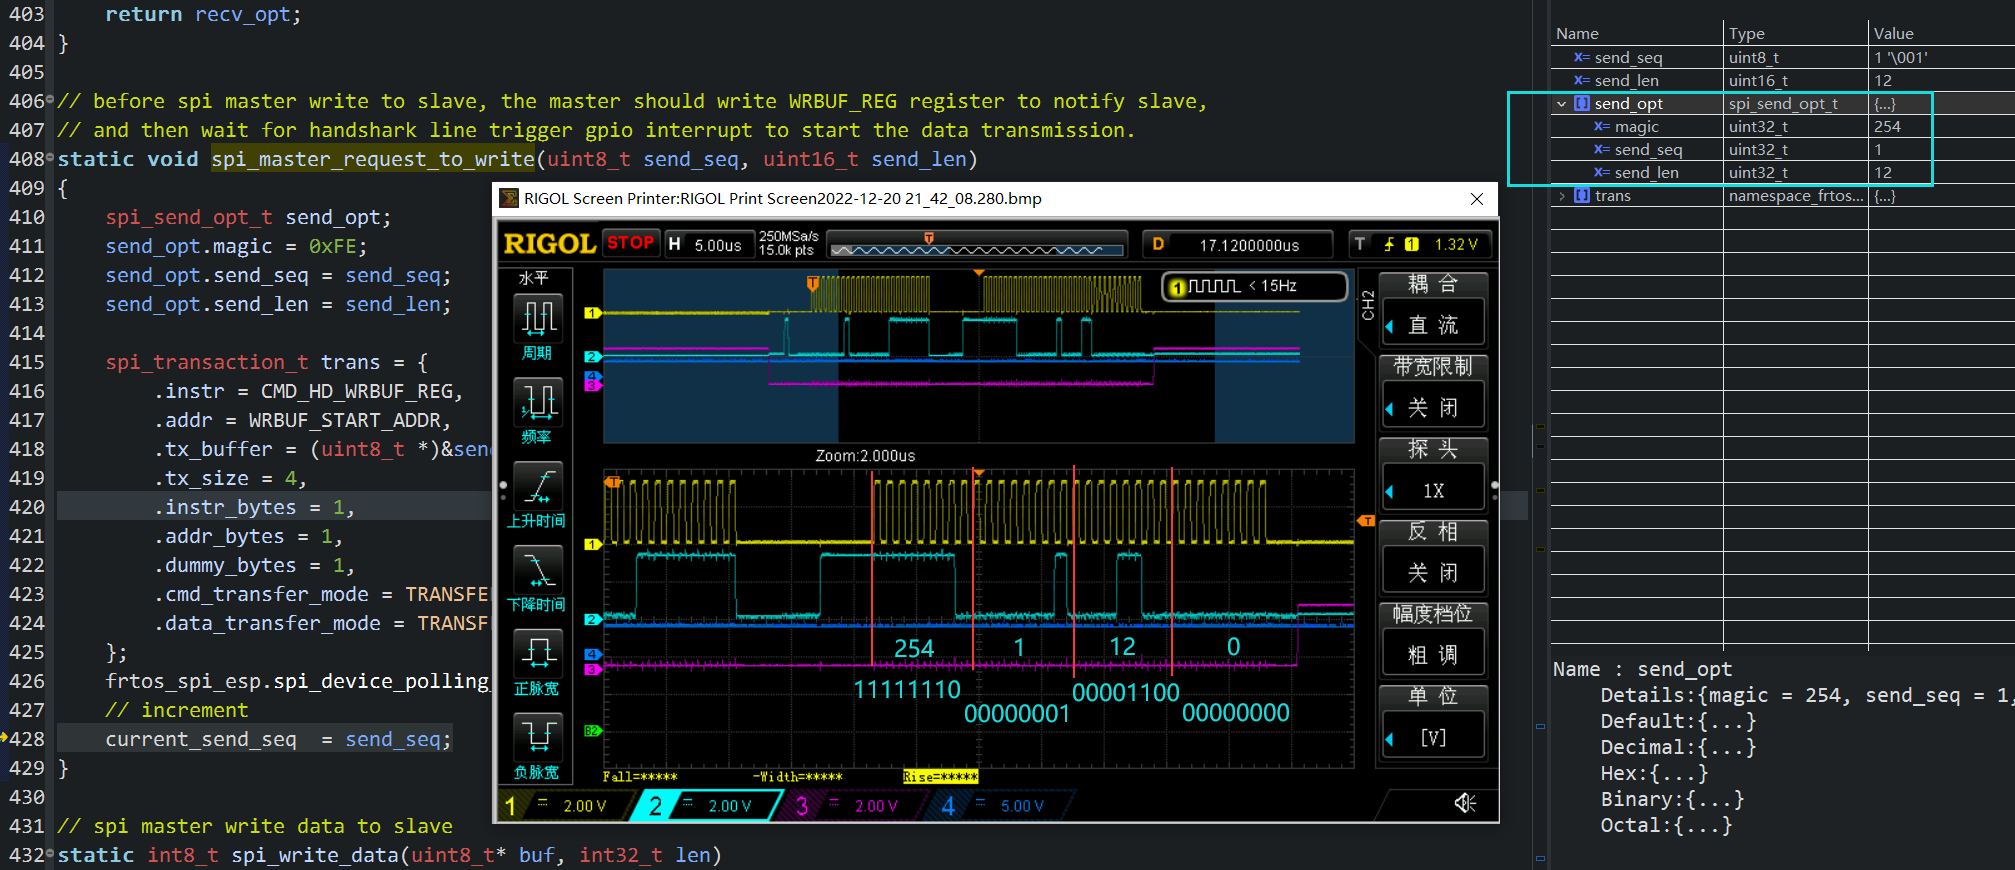 403 return recv_opt;
404 }
405
406 // before spi master write to slave, the master should write WRBUF_REG register to notify slave,
407 // and then wait for handshark line trigger gpio interrupt to start the data transmission.
408 static void spi_master_request_to_write(uint8_t send_seq, uint16_t send_len)
409 {
410 spi_send_opt_t send_opt;
411 send_opt.magic = 0xFE;
412 send_opt.send_seq = send_seq;
413 send_opt.send_len = send_len;
414
415 spi_transaction_t trans = {
416 .instr = CMD_HD_WRBUF_REG,
417 .addr = WRBUF_START_ADDR,
418 .tx_buffer = (uint8_t *)&send
419 .tx_size = 4,
420 .instr_bytes = 1,
421 .addr_bytes = 1,
422 .dummy_bytes = 1,
423 .cmd_transfer_mode = TRANSFE
424 .data_transfer_mode = TRANSF
425 };
426 frtos_spi_esp.spi_device_polling_
427 // increment
428 current_send_seq  = send_seq;
429 }
430
431 // spi master write data to slave
432 static int8_t spi_write_data(uint8_t* buf, int32_t len)
RIGOL Screen Printer:RIGOL Print Screen2022-12-20 21_42_08.280.bmp
RIGOL STOP H 5.00us 250MSa/s 15.0k pts T D 17.1200000us T 1 1.32 V
水平
周期
频率
上升时间
下降时间
正脉宽
负脉宽
T
1 < 15Hz
1
2
4
3
Zoom:2.000us
T
1
2
4
3
B2
T
254 1 12 0
11111110 00000001 00001100 00000000
Fall=***** -Width=***** Rise=*****
1 = 2.00 V 2 = 2.00 V 3 = 2.00 V 4 = 5.00 V
CH2
耦合
直流
带宽限制
关闭
探头
1X
反相
关闭
幅度档位
粗调
单位
[V]
Name Type Value
send_seq uint8_t 1 '\001'
send_len uint16_t 12
send_opt spi_send_opt_t {...}
magic uint32_t 254
send_seq uint32_t 1
send_len uint32_t 12
trans namespace_frtos... {...}
Name : send_opt
Details:{magic = 254, send_seq = 1,
Default:{...}
Decimal:{...}
Hex:{...}
Binary:{...}
Octal:{...}